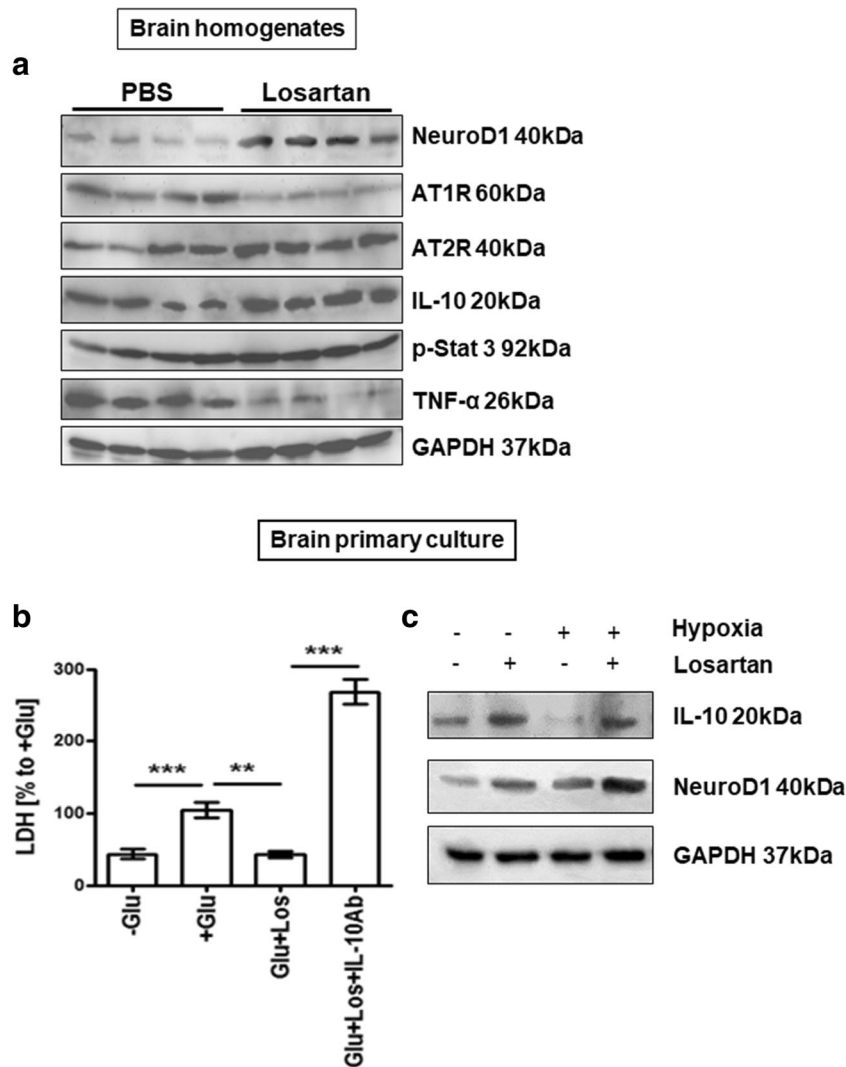 Brain homogenates
a
PBS Losartan
NeuroD1 40kDa
AT1R 60kDa
AT2R 40kDa
IL-10 20kDa
p-Stat 3 92kDa
TNF-α 26kDa
GAPDH 37kDa
Brain primary culture
b
LDH [% to +Glu]
300
200
100
0
***
**
***
-Glu
+Glu
Glu+Los
Glu+Los+IL-10Ab
c
- - + + Hypoxia
- + - + Losartan
IL-10 20kDa
NeuroD1 40kDa
GAPDH 37kDa